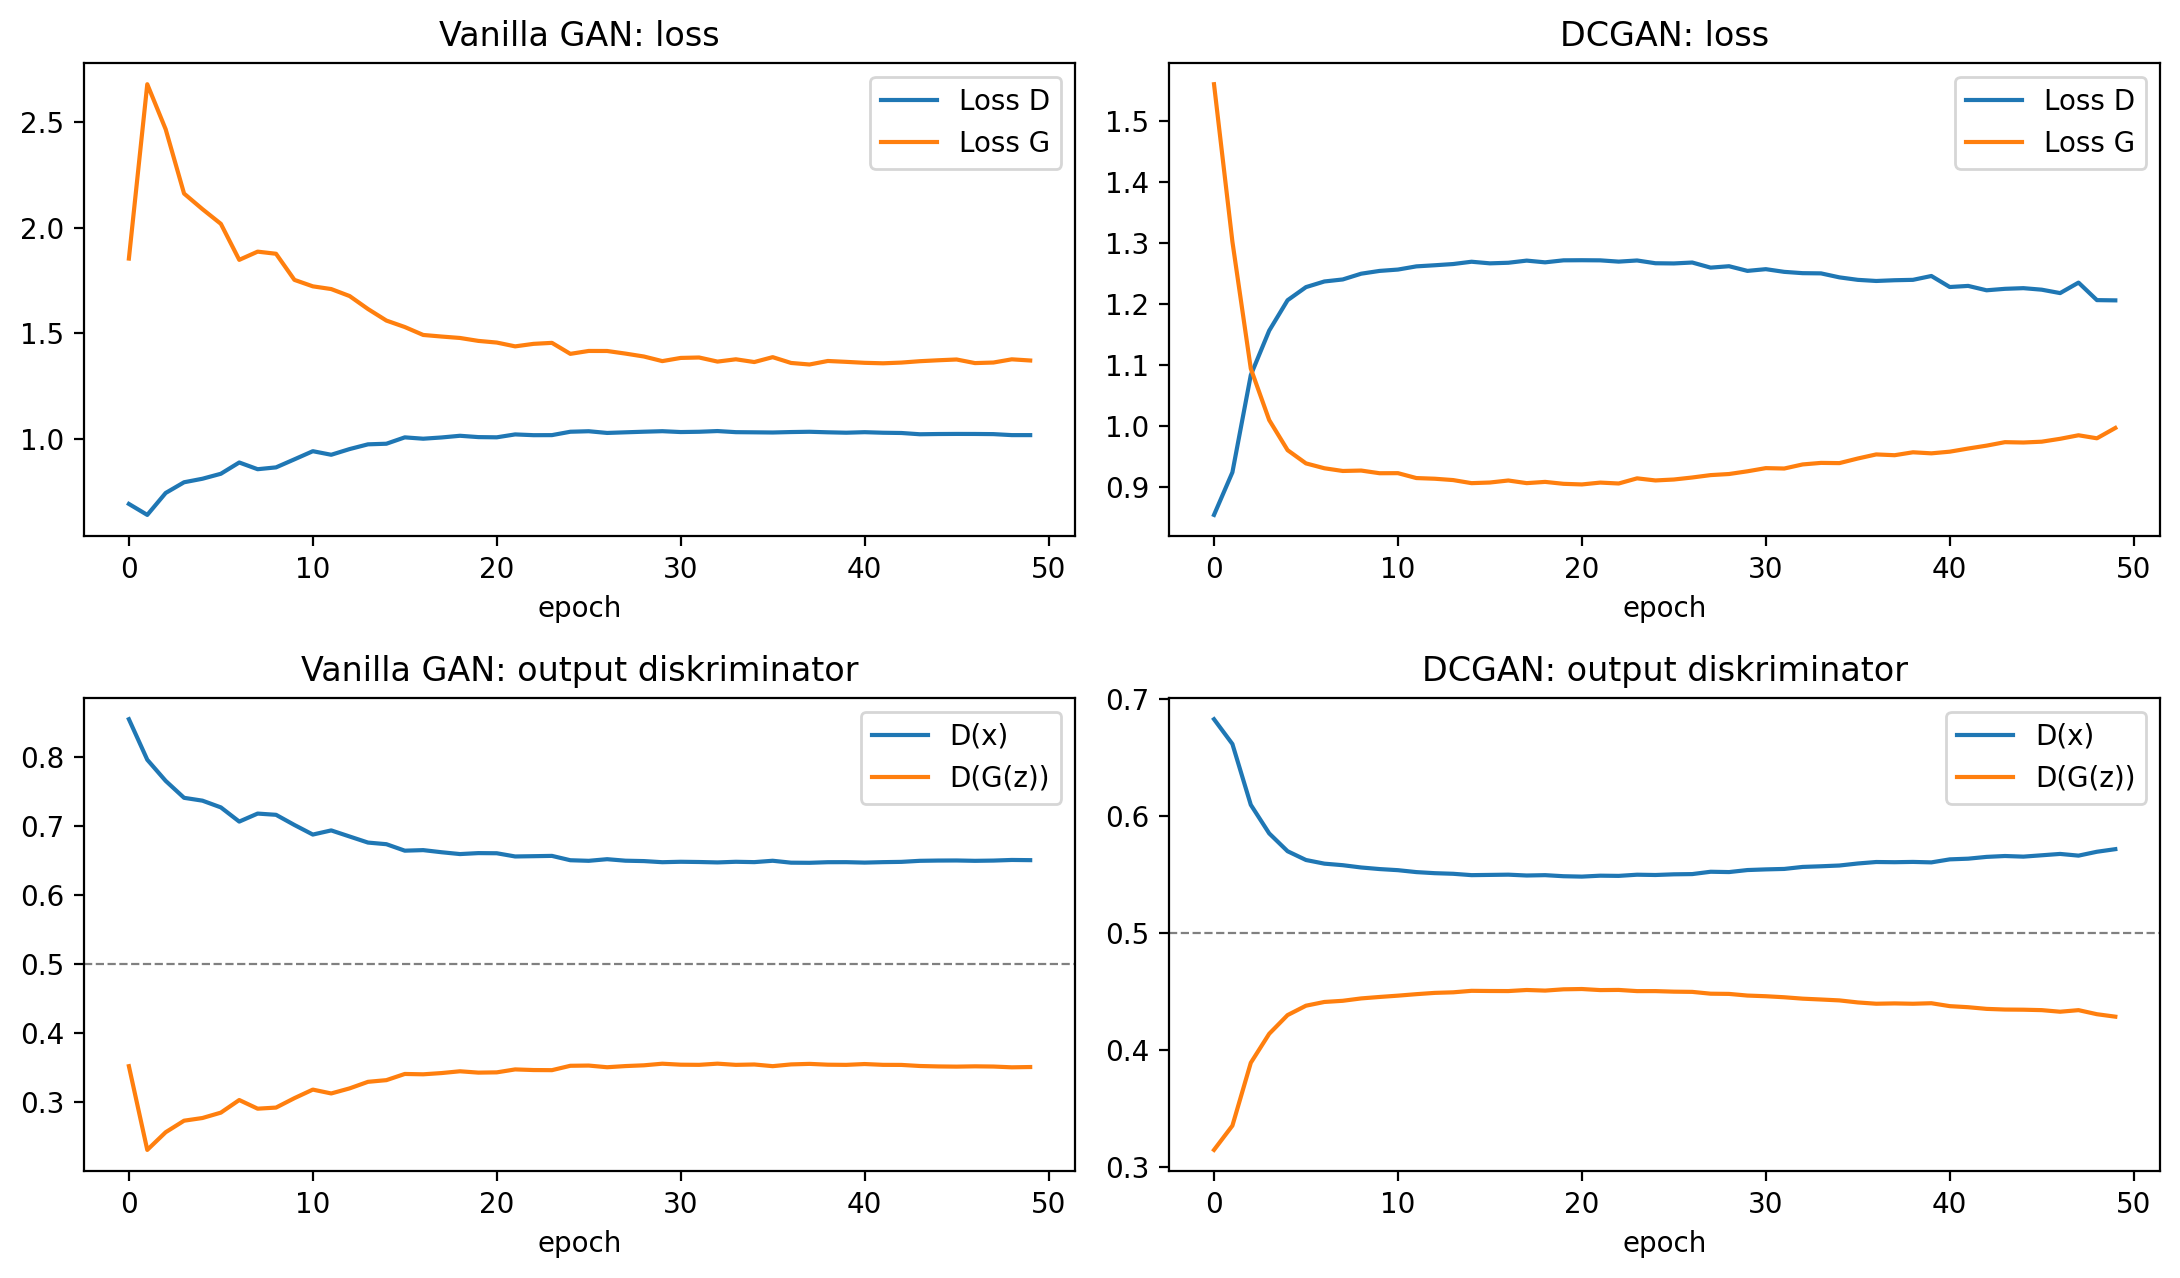 Vanilla GAN: loss
2.5
2.0
1.5
1.0
Loss D
Loss G
0 10 20 30 40 50
epoch
DCGAN: loss
1.5
1.4
1.3
1.2
1.1
1.0
0.9
Loss D
Loss G
0 10 20 30 40 50
epoch
Vanilla GAN: output diskriminator
0.8
0.7
0.6
0.5
0.4
0.3
D(x)
D(G(z))
0 10 20 30 40 50
epoch
DCGAN: output diskriminator
0.7
0.6
0.5
0.4
0.3
D(x)
D(G(z))
0 10 20 30 40 50
epoch